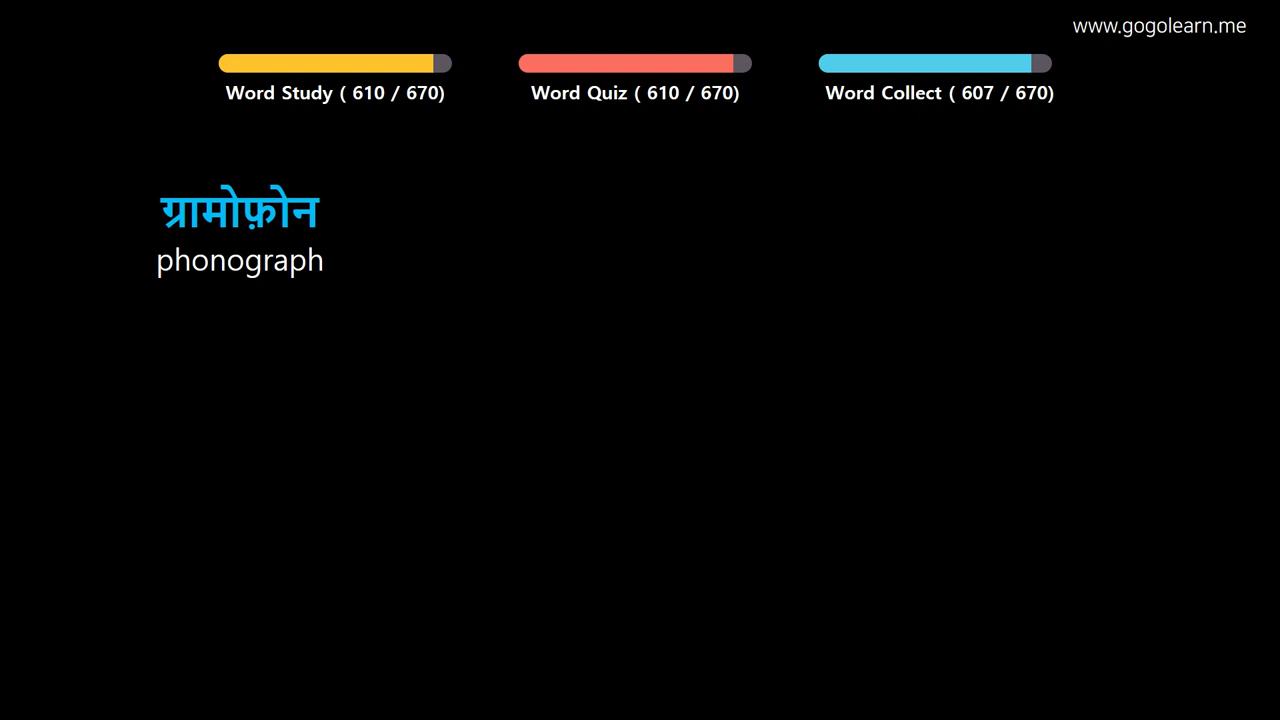 www.gogolearn.me
Word Study ( 610 / 670)
Word Quiz ( 610 / 670)
Word Collect ( 607 / 670)
ग्रामोफ़ोन
phonograph